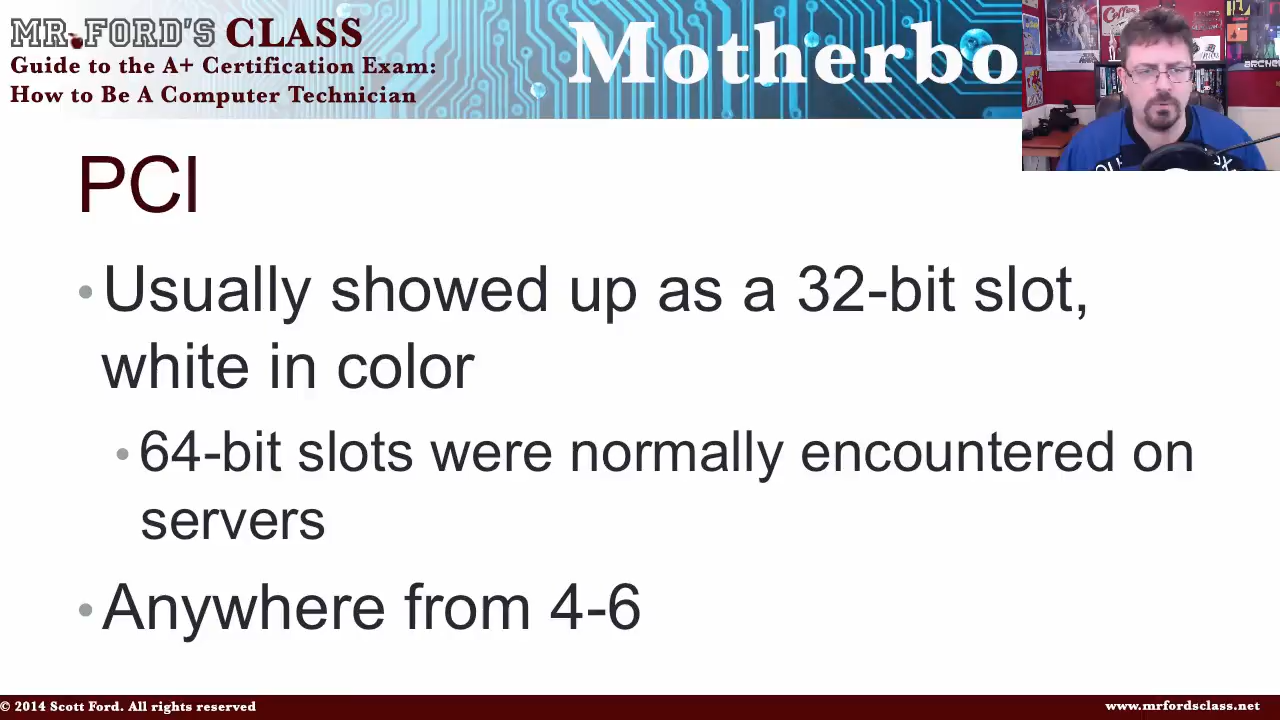 MR. FORD'S CLASS
Guide to the A+ Certification Exam:
How to Be A Computer Technician
Motherbo
PCI
• Usually showed up as a 32-bit slot,
white in color
• 64-bit slots were normally encountered on
servers
• Anywhere from 4-6
© 2014 Scott Ford. All rights reserved
www.mrfordsclass.net